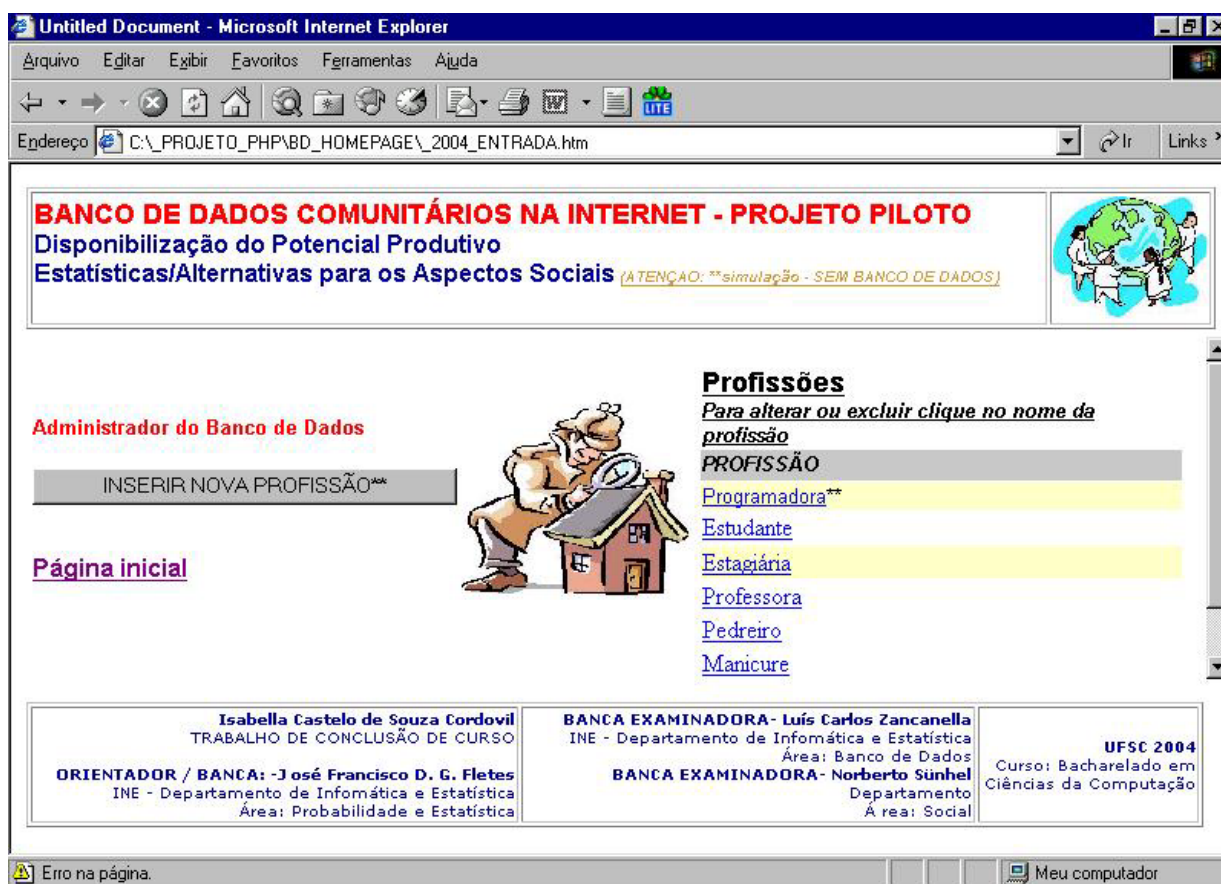 Untitled Document - Microsoft Internet Explorer
Arquivo Editar Exibir Favoritos Ferramentas Ajuda
LITE
Endereço C:\_PROJETO_PHP\BD_HOMEPAGE\_2004_ENTRADA.htm Ir Links
BANCO DE DADOS COMUNITÁRIOS NA INTERNET - PROJETO PILOTO
Disponibilização do Potencial Produtivo
Estatísticas/Alternativas para os Aspectos Sociais (ATENÇAO: **simulação - SEM BANCO DE DADOS)
Administrador do Banco de Dados
INSERIR NOVA PROFISSÃO**
Página inicial
Profissões
Para alterar ou excluir clique no nome da
profissão
PROFISSÃO
Programadora**
Estudante
Estagiária
Professora
Pedreiro
Manicure
Isabella Castelo de Souza Cordovil
TRABALHO DE CONCLUSÃO DE CURSO
ORIENTADOR / BANCA: -José Francisco D. G. Fletes
INE - Departamento de Infomática e Estatística
Área: Probabilidade e Estatística
BANCA EXAMINADORA- Luís Carlos Zancanella
INE - Departamento de Infomática e Estatística
Área: Banco de Dados
BANCA EXAMINADORA- Norberto Sünhel
Departamento
Á rea: Social
UFSC 2004
Curso: Bacharelado em
Ciências da Computação
Erro na página. Meu computador